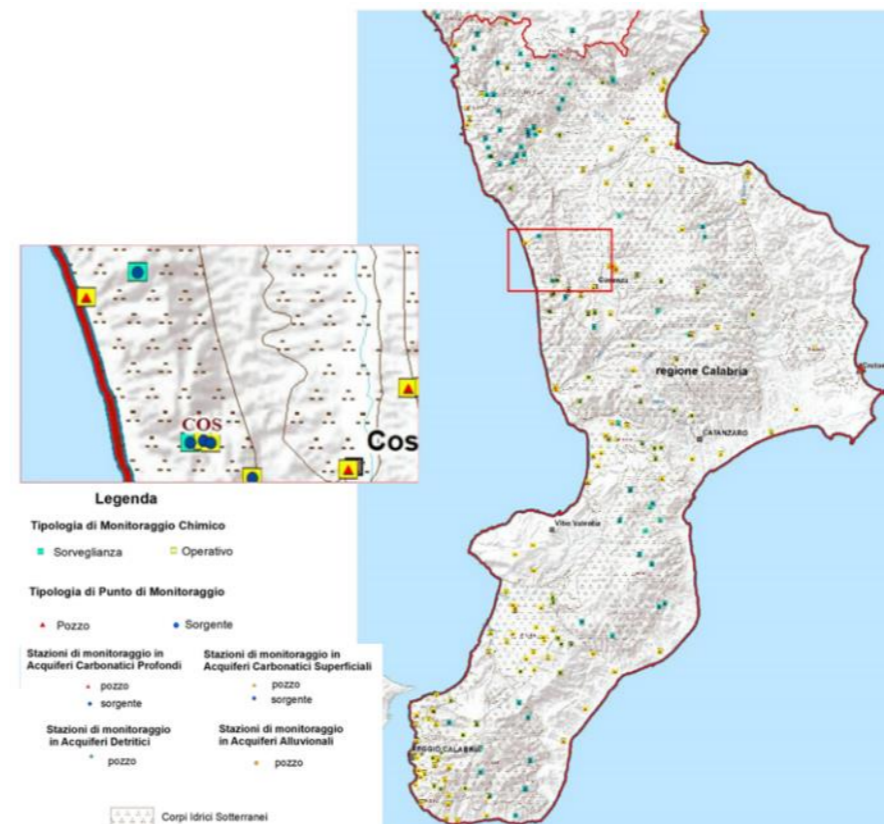 COS
Cos
Legenda
Tipologia di Monitoraggio Chimico
Sorveglianza
Operativo
Tipologia di Punto di Monitoraggio
Pozzo
Sorgente
Stazioni di monitoraggio in
Acquiferi Carbonatici Profondi
pozzo
sorgente
Stazioni di monitoraggio in
Acquiferi Carbonatici Superficiali
pozzo
sorgente
Stazioni di monitoraggio
in Acquiferi Detritici
pozzo
Stazioni di monitoraggio
in Acquiferi Alluvionali
pozzo
Corpi Idrici Sotterranei
Cosenza
regione Calabria
CATANZARO
Vibo Valentia
REGGIO CALABRIA